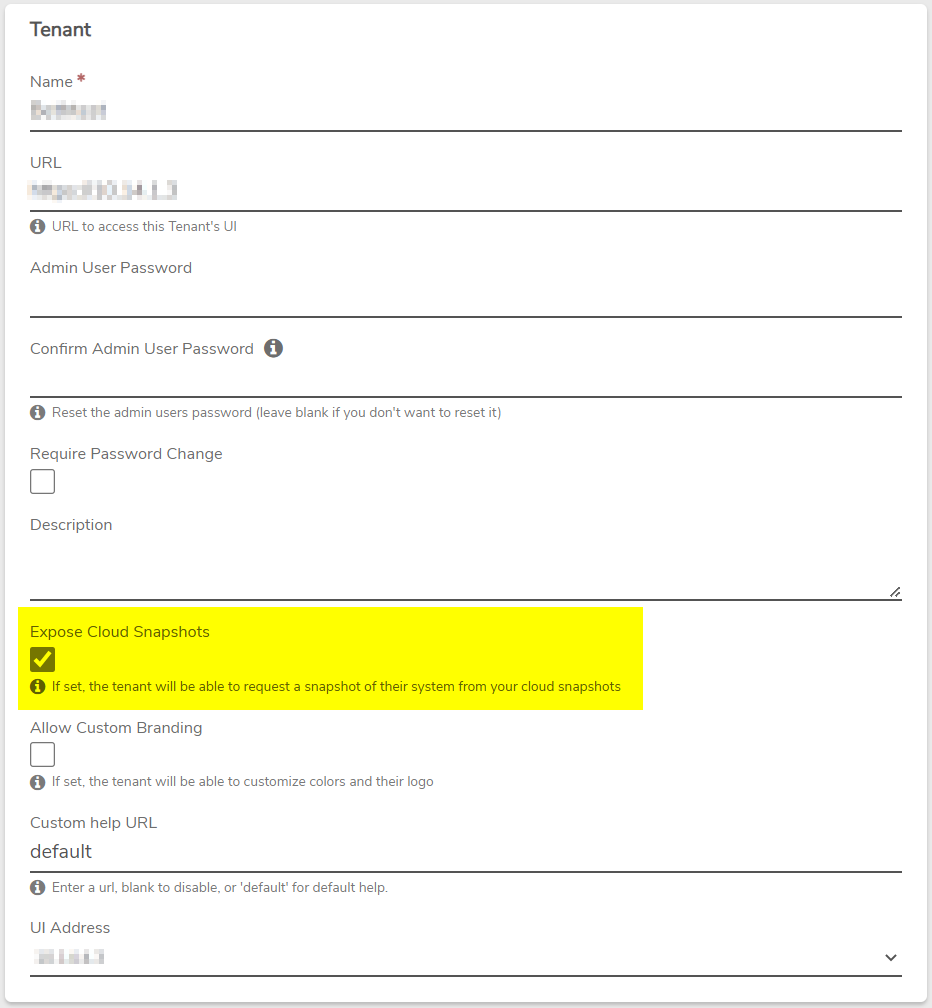 Tenant
Name *
URL
URL to access this Tenant's UI
Admin User Password
Confirm Admin User Password
Reset the admin users password (leave blank if you don't want to reset it)
Require Password Change
Description
Expose Cloud Snapshots
If set, the tenant will be able to request a snapshot of their system from your cloud snapshots
Allow Custom Branding
If set, the tenant will be able to customize colors and their logo
Custom help URL
default
Enter a url, blank to disable, or 'default' for default help.
UI Address